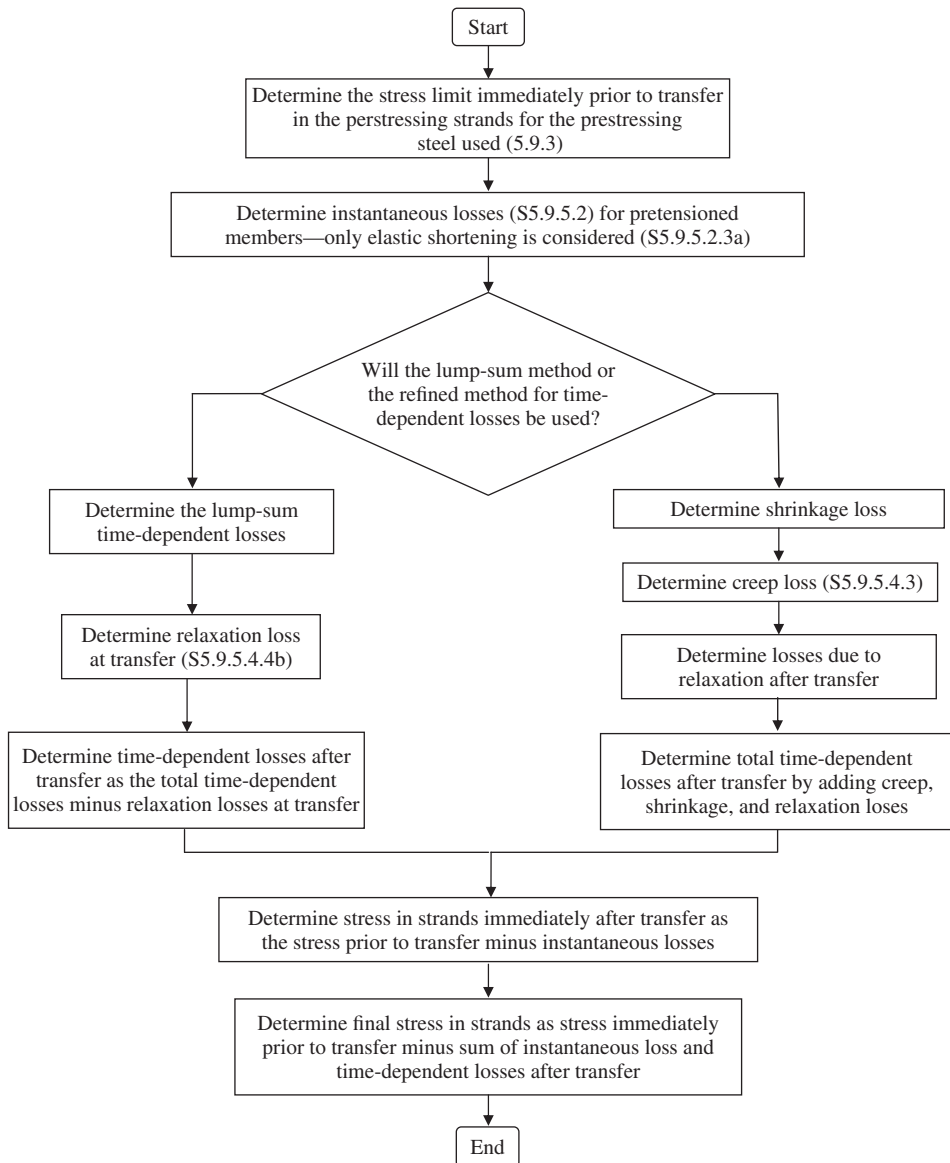 Start
Determine the stress limit immediately prior to transfer
in the perstressing strands for the prestressing
steel used (5.9.3)
Determine instantaneous losses (S5.9.5.2) for pretensioned
members—only elastic shortening is considered (S5.9.5.2.3a)
Will the lump-sum method or
the refined method for time-
dependent losses be used?
Determine the lump-sum
time-dependent losses
Determine relaxation loss
at transfer (S5.9.5.4.4b)
Determine time-dependent losses after
transfer as the total time-dependent
losses minus relaxation losses at transfer
Determine shrinkage loss
Determine creep loss (S5.9.5.4.3)
Determine losses due to
relaxation after transfer
Determine total time-dependent
losses after transfer by adding creep,
shrinkage, and relaxation loses
Determine stress in strands immediately after transfer as
the stress prior to transfer minus instantaneous losses
Determine final stress in strands as stress immediately
prior to transfer minus sum of instantaneous loss and
time-dependent losses after transfer
End